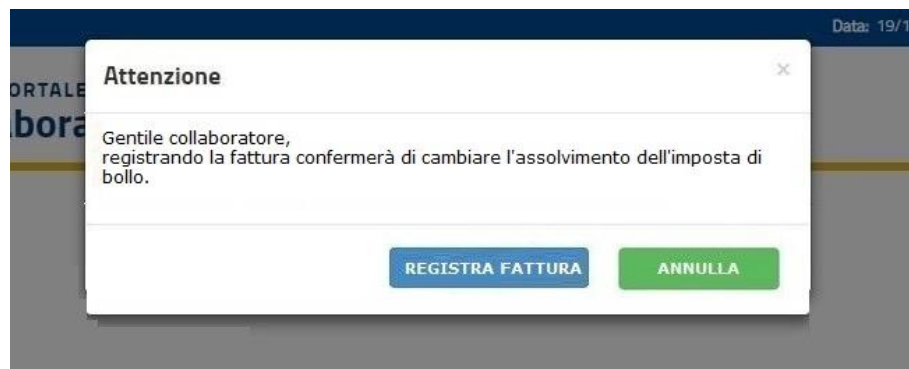 Data: 19/1
ORTALE
bora
Attenzione
×
Gentile collaboratore,
registrando la fattura confermerà di cambiare l'assolvimento dell'imposta di
bollo.
REGISTRA FATTURA
ANNULLA